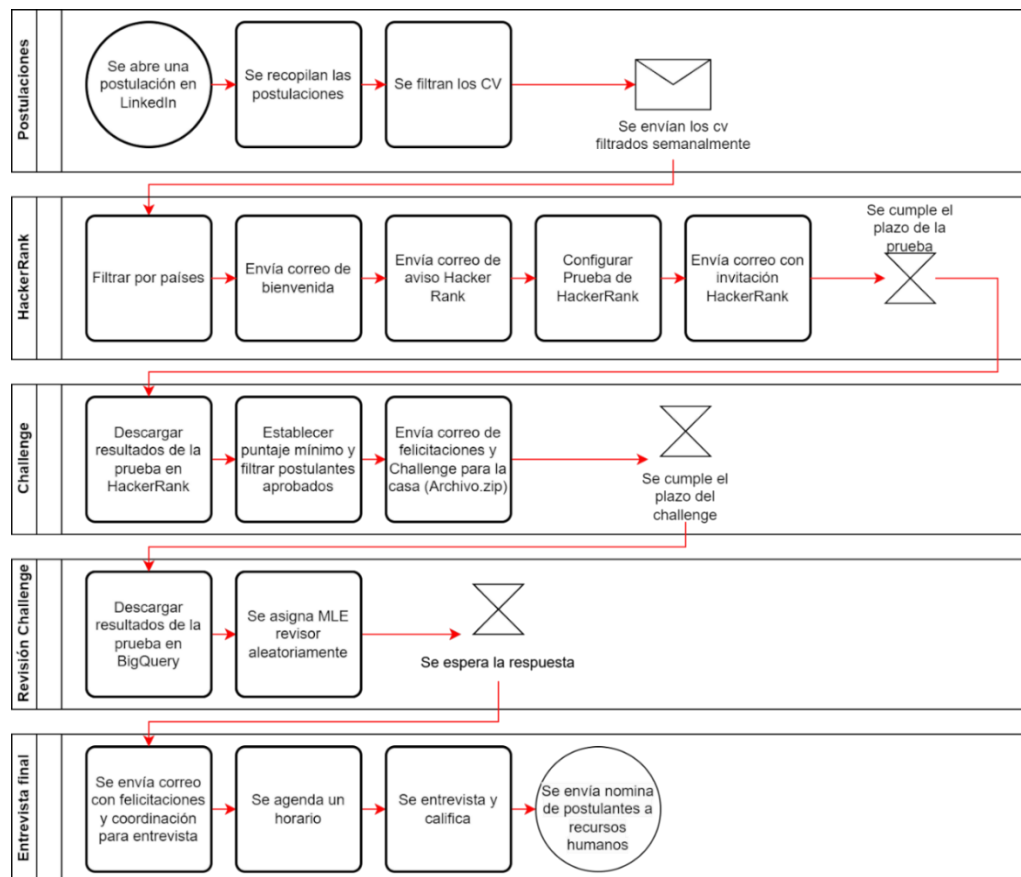 Postulaciones
Se abre una
postulación en
LinkedIn
Se recopilan las
postulaciones
Se filtran los CV
Se envían los cv
filtrados semanalmente
HackerRank
Filtrar por países
Envía correo de
bienvenida
Envía correo de
aviso Hacker
Rank
Configurar
Prueba de
HackerRank
Envía correo con
invitación
HackerRank
Se cumple el
plazo de la
prueba
Challenge
Descargar
resultados de la
prueba en
HackerRank
Establecer
puntaje mínimo y
filtrar postulantes
aprobados
Envía correo de
felicitaciones y
Challenge para la
casa (Archivo.zip)
Se cumple el
plazo del
challenge
Revisión Challenge
Descargar
resultados de la
prueba en
BigQuery
Se asigna MLE
revisor
aleatoriamente
Se espera la respuesta
Entrevista final
Se envía correo
con felicitaciones
y coordinación
para entrevista
Se agenda un
horario
Se entrevista y
califica
Se envía nomina
de postulantes a
recursos
humanos